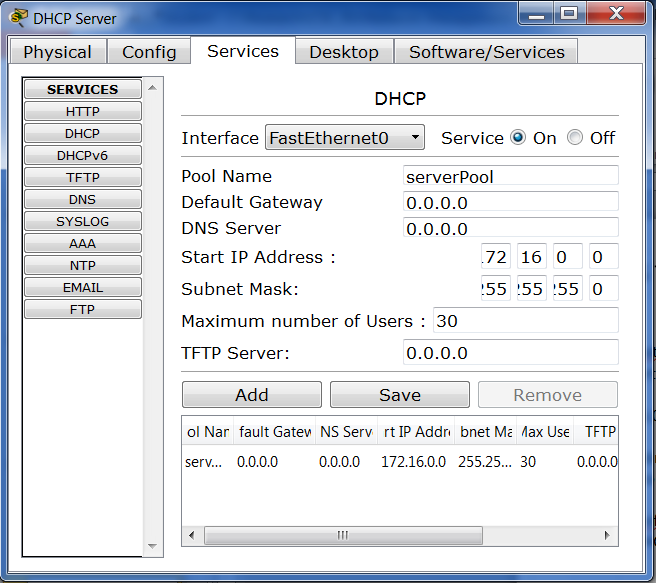 DHCP Server
Physical Config Services Desktop Software/Services
SERVICES
HTTP
DHCP
DHCPv6
TFTP
DNS
SYSLOG
AAA
NTP
EMAIL
FTP
DHCP
Interface FastEthernet0 Service On Off
Pool Name serverPool
Default Gateway 0.0.0.0
DNS Server 0.0.0.0
Start IP Address : 172 16 0 0
Subnet Mask: 255 255 255 0
Maximum number of Users : 30
TFTP Server: 0.0.0.0
Add Save Remove
ol Nan fault Gatew NS Serve rt IP Addre bnet Ma Max Use TFTP
serv... 0.0.0.0 0.0.0.0 172.16.0.0 255.25... 30 0.0.0.0